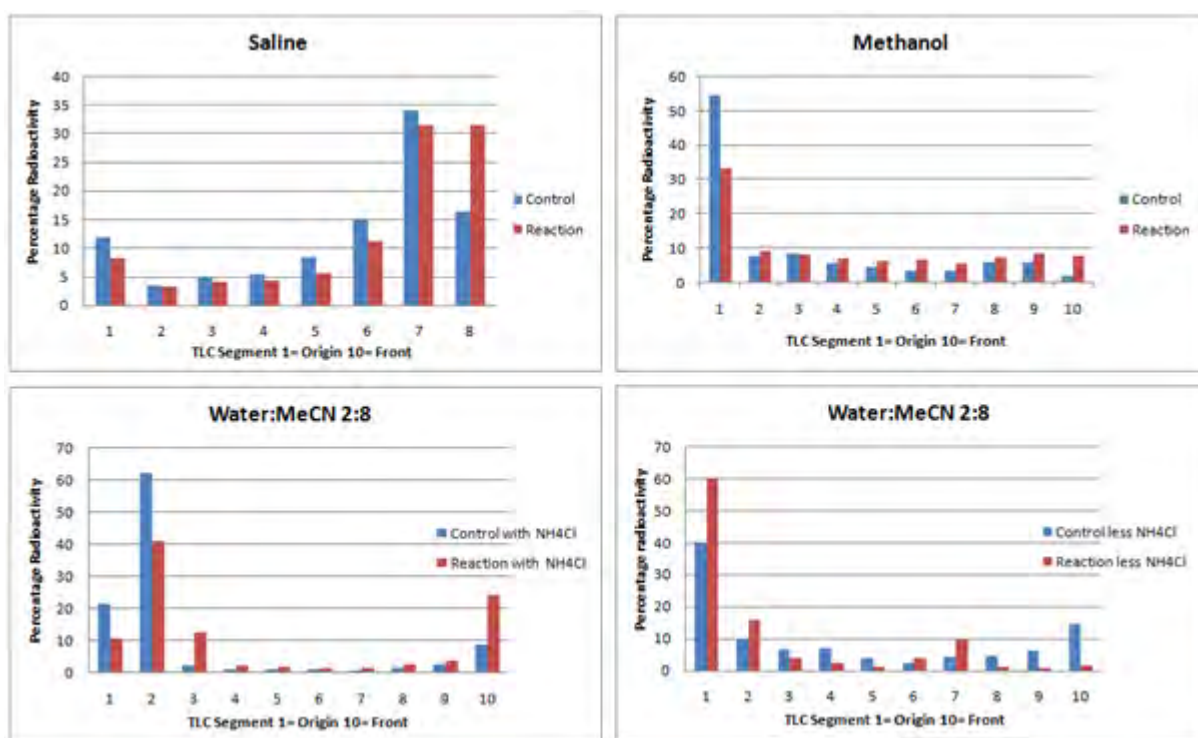 Saline
Percentage Radioactivity
40
35
30
25
20
15
10
5
0
1 2 3 4 5 6 7 8
TLC Segment 1= Origin 10= Front
Control
Reaction
Methanol
Percentage Radioactivity
60
50
40
30
20
10
0
1 2 3 4 5 6 7 8 9 10
TLC Segment 1= Origin 10= Front
Control
Reaction
Water:MeCN 2:8
Percentage Radioactivity
70
60
50
40
30
20
10
0
1 2 3 4 5 6 7 8 9 10
TLC Segment 1= Origin 10= Front
Control with NH4Cl
Reaction with NH4Cl
Water:MeCN 2:8
Percentage radioactivity
70
60
50
40
30
20
10
0
1 2 3 4 5 6 7 8 9 10
TLC Segment 1= Origin 10= Front
Control less NH4Cl
Reaction less NH4Cl